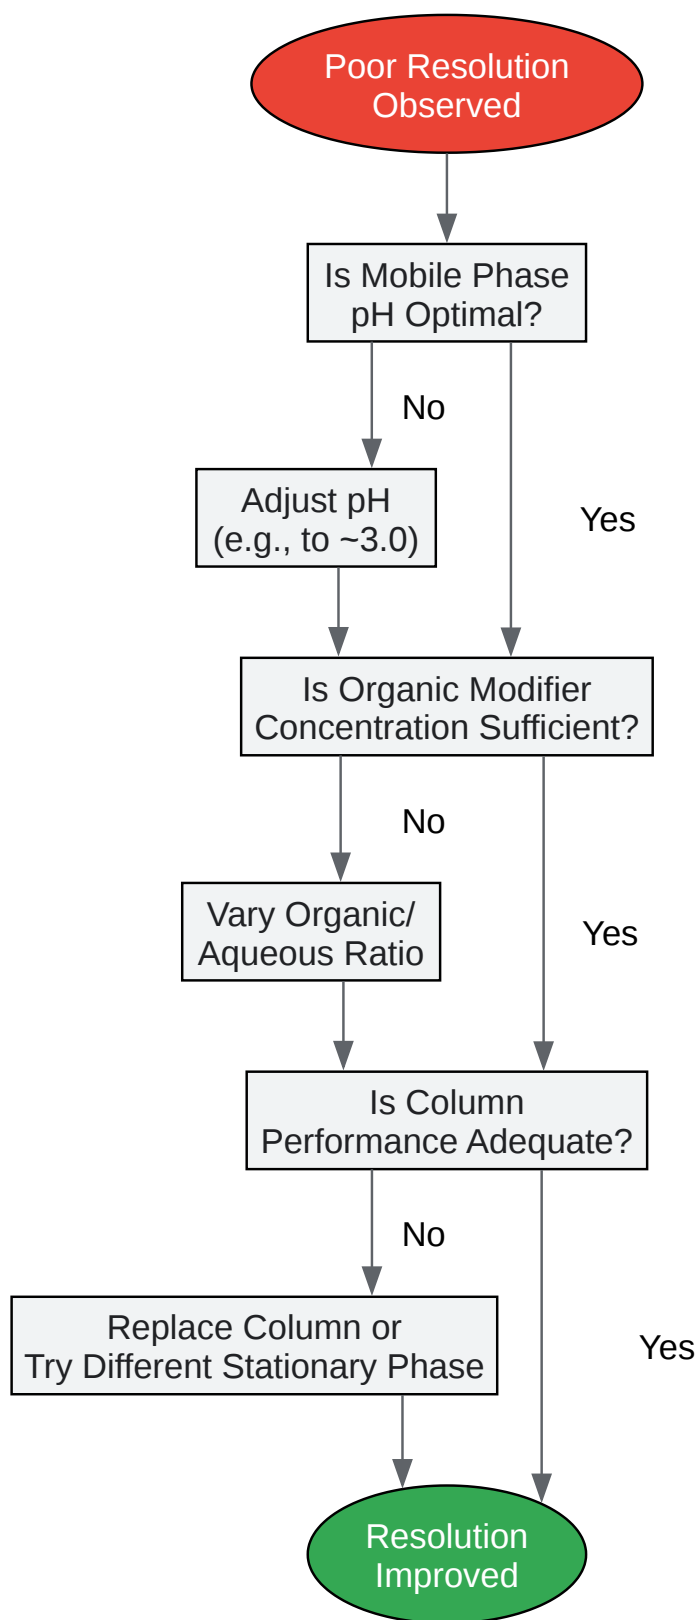 Poor Resolution
Observed
Is Mobile Phase
pH Optimal?
No
Adjust pH
(e.g., to ~3.0)
Yes
Is Organic Modifier
Concentration Sufficient?
No
Vary Organic/
Aqueous Ratio
Yes
Is Column
Performance Adequate?
No
Replace Column or
Try Different Stationary Phase
Yes
Resolution
Improved